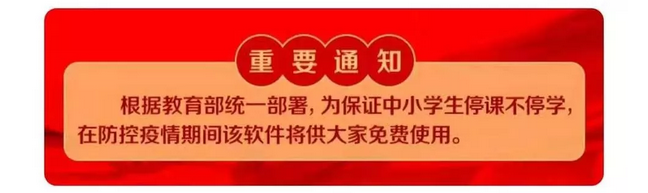 重要通知
根据教育部统一部署,为保证中小学生停课不停学,
在防控疫情期间该软件将供大家免费使用。